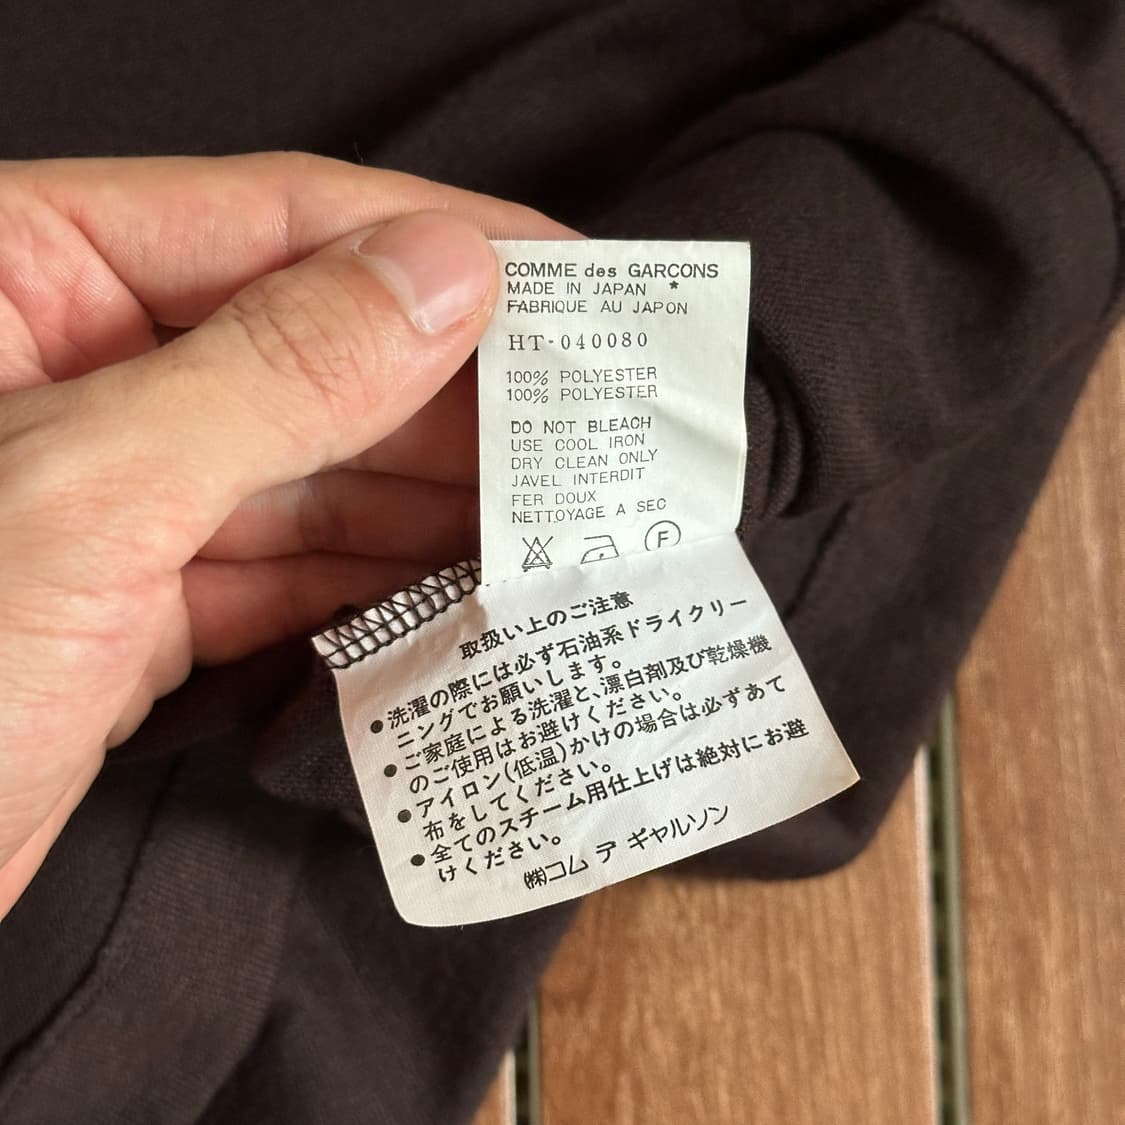 COMME des GARCONS
MADE IN JAPAN *
FABRIQUE AU JAPON
HT-040080
100% POLYESTER
100% POLYESTER
DO NOT BLEACH
USE COOL IRON
DRY CLEAN ONLY
JAVEL INTERDIT
FER DOUX
NETTOYAGE A SEC
F
取扱い上のご注意
●洗濯の際には必ず石油系ドライクリー
ニングでお願いします。
●ご家庭による洗濯と、漂白剤及び乾燥機
のご使用はお避けください。
●アイロン(低温)かけの場合は必ずあて
布をしてください。
●全てのスチーム用仕上げは絶対にお避
けください。
㈱コム デ ギャルソン